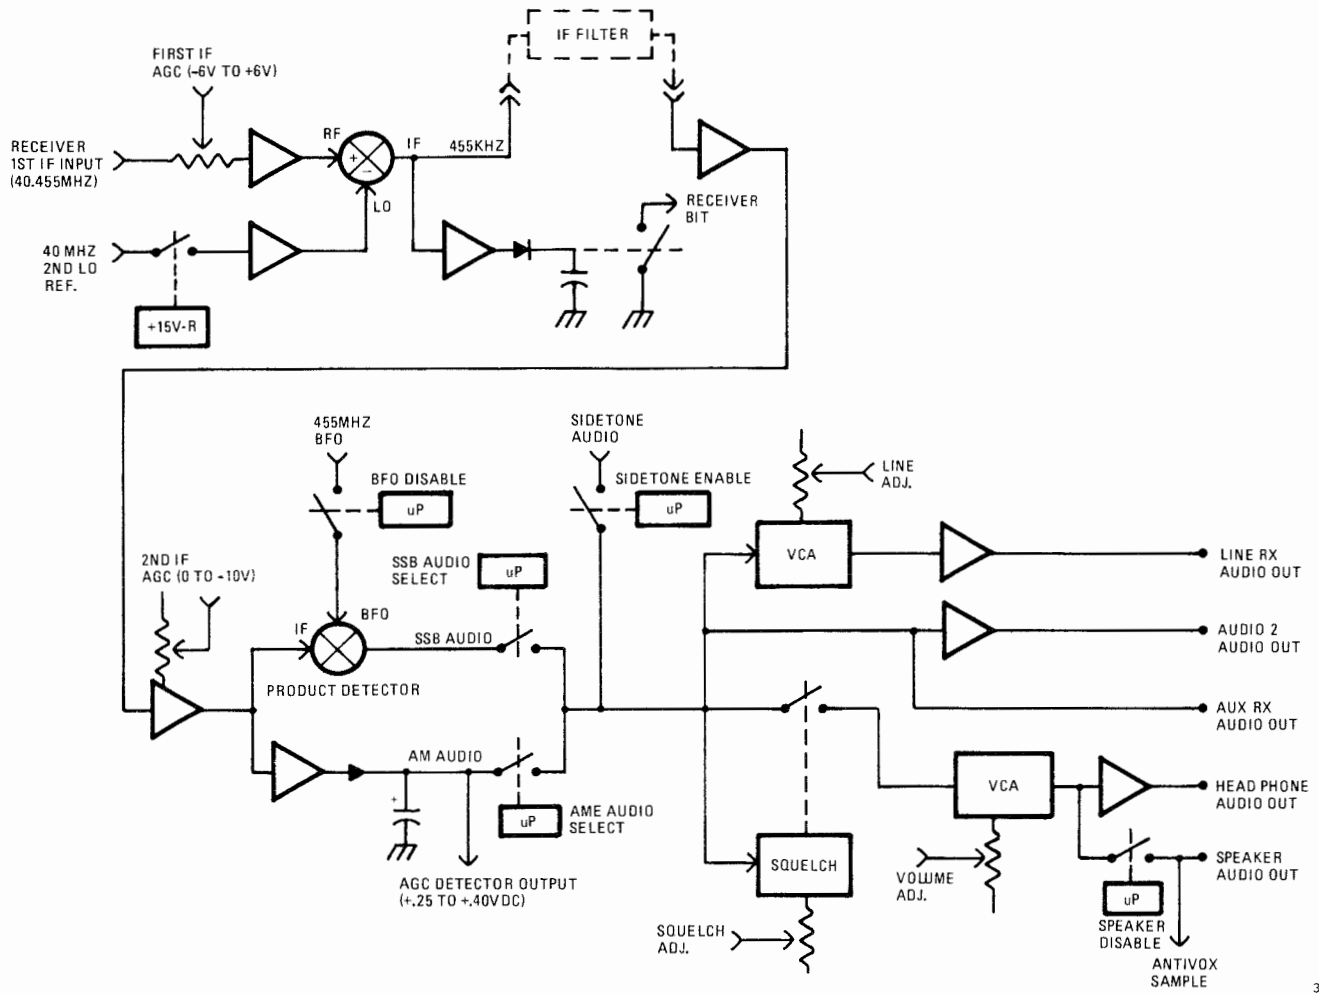 IF FILTER
FIRST IF
AGC (-6V TO +6V)
RECEIVER
1ST IF INPUT
(40.455MHZ)
RF
+
−
IF
455KHZ
LO
40 MHZ
2ND LO
REF.
+15V-R
RECEIVER
BIT
455MHZ
BFO
BFO DISABLE
uP
SIDETONE
AUDIO
SIDETONE ENABLE
uP
LINE
ADJ.
VCA
LINE RX
AUDIO OUT
2ND IF
AGC (0 TO -10V)
SSB AUDIO
SELECT
uP
BFO
IF
SSB AUDIO
PRODUCT DETECTOR
AUDIO 2
AUDIO OUT
AUX RX
AUDIO OUT
AM AUDIO
+
uP
AME AUDIO
SELECT
AGC DETECTOR OUTPUT
(+.25 TO +.40VDC)
VCA
HEAD PHONE
AUDIO OUT
SQUELCH
SQUELCH
ADJ.
VOLUME
ADJ.
SPEAKER
AUDIO OUT
uP
SPEAKER
DISABLE
ANTIVOX
SAMPLE
3